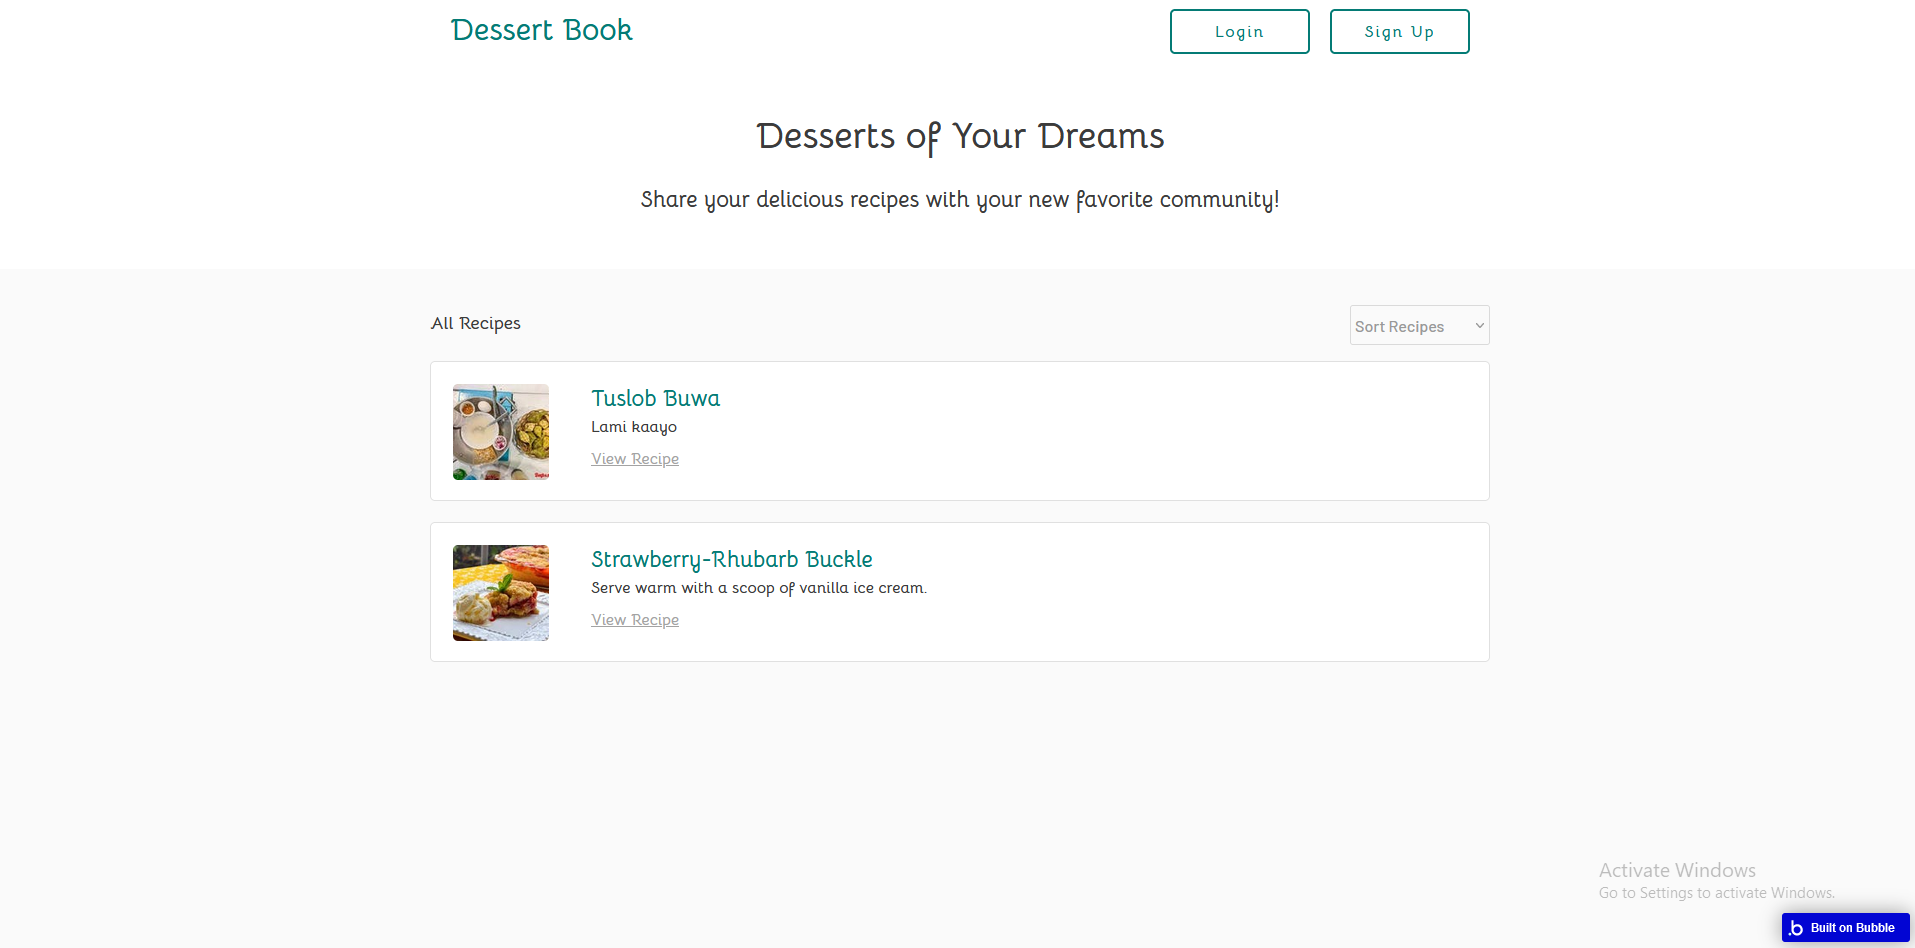 Dessert Book
Login
Sign Up
Desserts of Your Dreams
Share your delicious recipes with your new favorite community!
All Recipes
Sort Recipes
Tuslob Buwa
Lami kaayo
View Recipe
Strawberry-Rhubarb Buckle
Serve warm with a scoop of vanilla ice cream.
View Recipe
Activate Windows
Go to Settings to activate Windows.
.b Built on Bubble